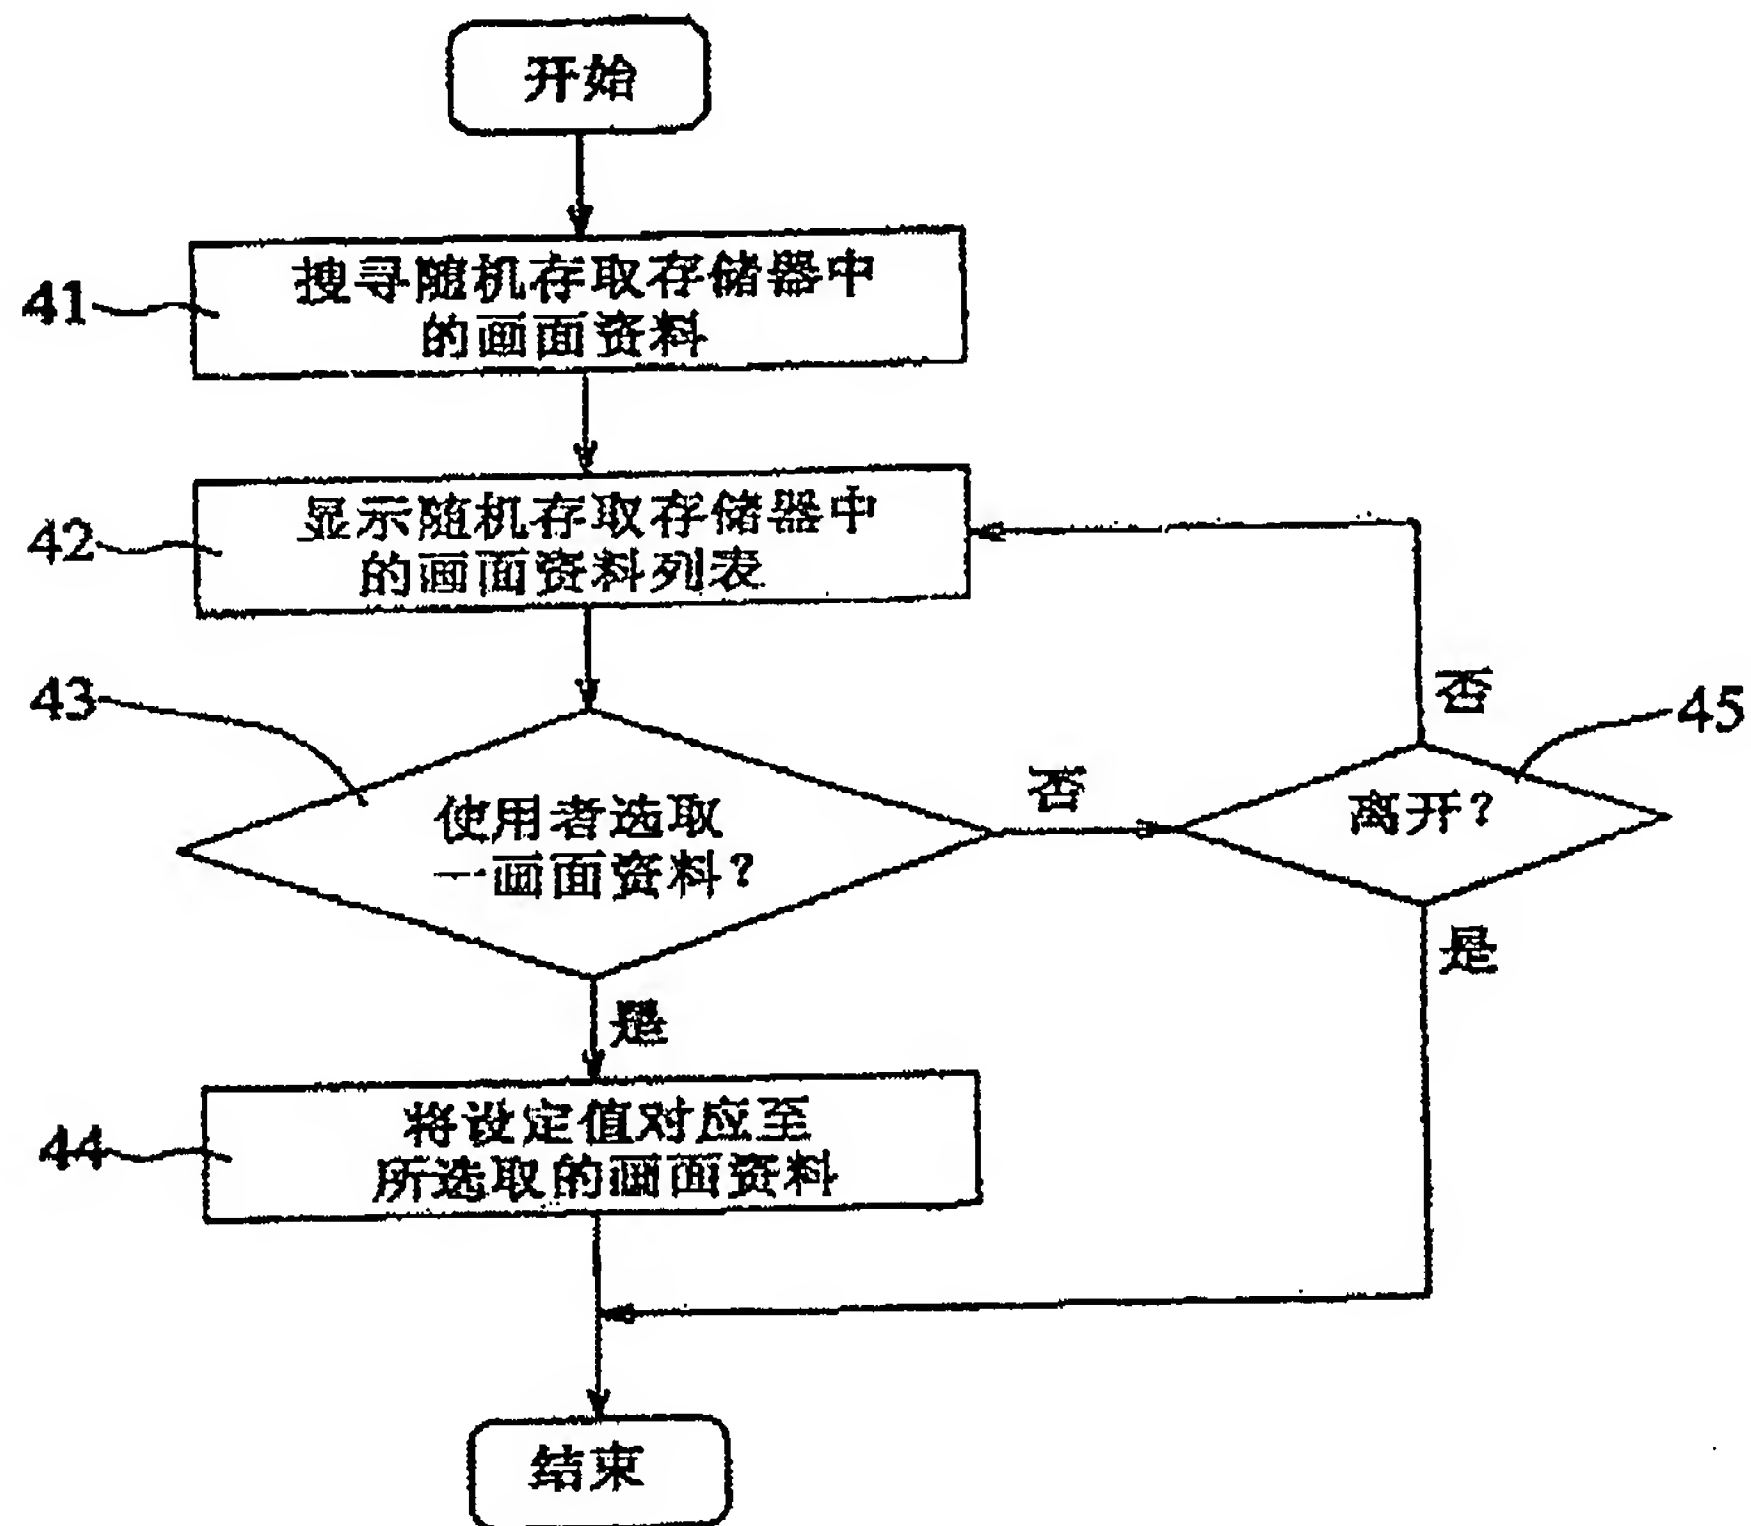 开始
41
搜寻随机存取存储器中
的画面资料
42
显示随机存取存储器中
的画面资料列表
43
否
45
使用者选取
一画面资料?
否
离开?
是
是
44
将设定值对应至
所选取的画面资料
结束